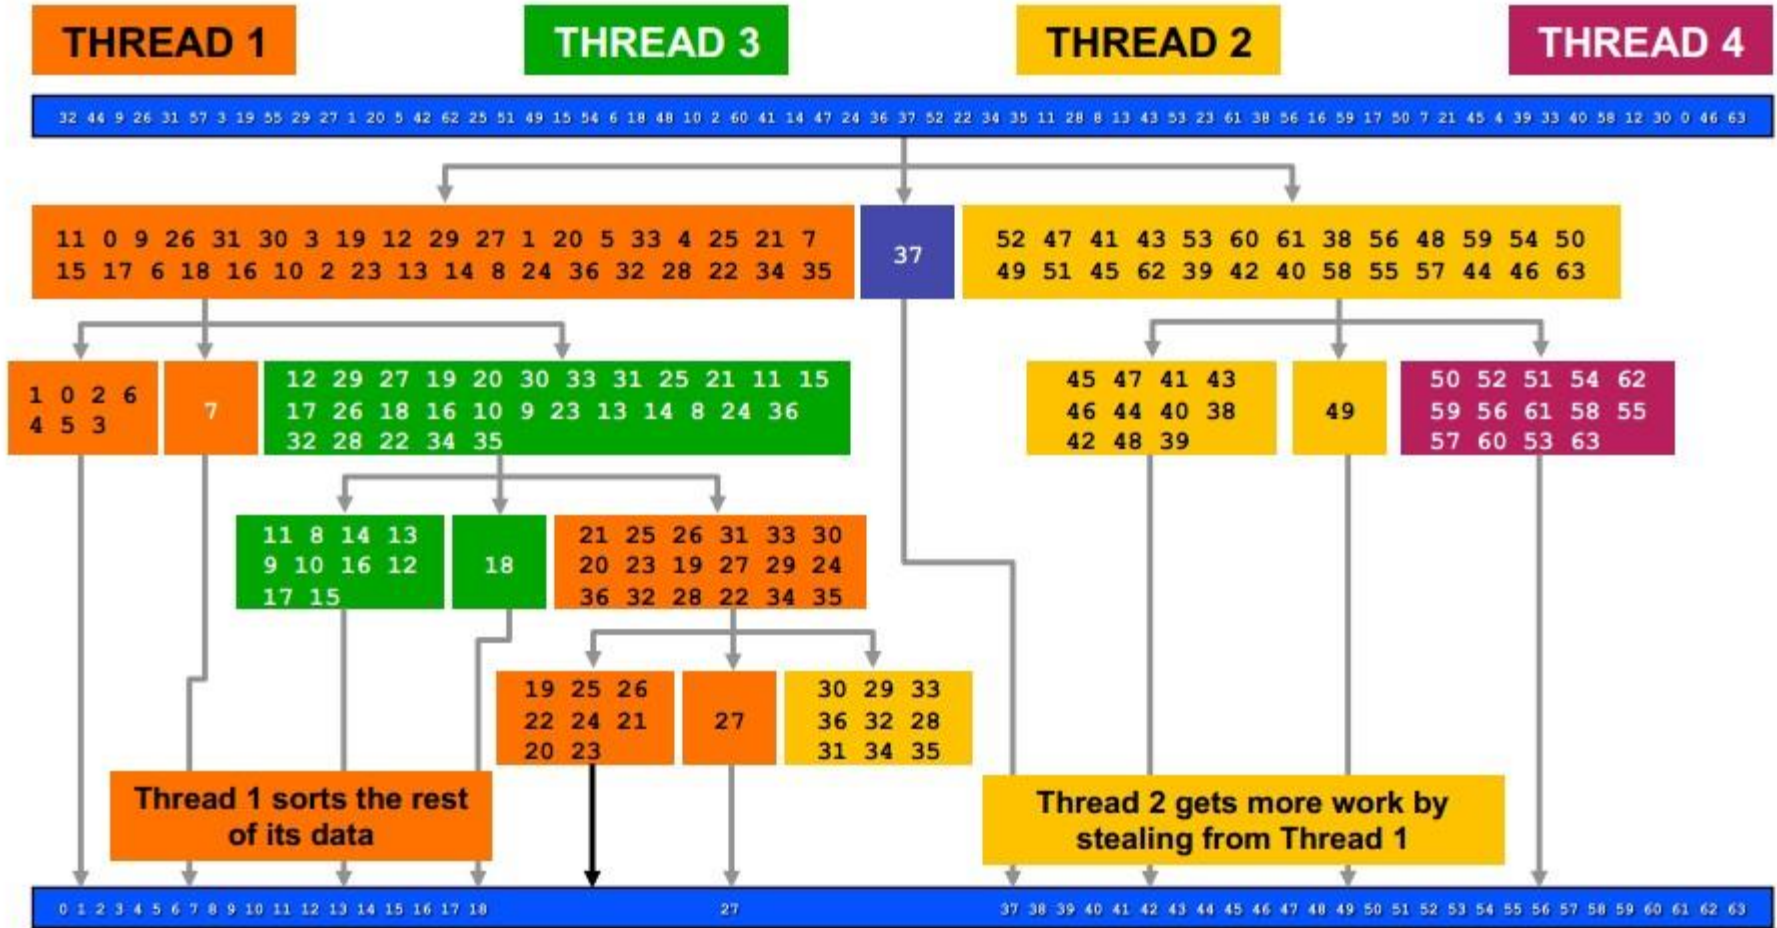 THREAD 1
THREAD 3
THREAD 2
THREAD 4
32 44 9 26 31 57 3 19 55 29 27 1 20 5 42 62 25 51 49 15 54 6 18 48 10 2 60 41 14 47 24 36 37 52 22 34 35 11 28 8 13 43 53 23 61 38 56 16 59 17 50 7 21 45 4 39 33 40 58 12 30 0 46 63
11 0 9 26 31 30 3 19 12 29 27 1 20 5 33 4 25 21 7
15 17 6 18 16 10 2 23 13 14 8 24 36 32 28 22 34 35
37
52 47 41 43 53 60 61 38 56 48 59 54 50
49 51 45 62 39 42 40 58 55 57 44 46 63
1 0 2 6
4 5 3
7
12 29 27 19 20 30 33 31 25 21 11 15
17 26 18 16 10 9 23 13 14 8 24 36
32 28 22 34 35
45 47 41 43
46 44 40 38
42 48 39
49
50 52 51 54 62
59 56 61 58 55
57 60 53 63
11 8 14 13
9 10 16 12
17 15
18
21 25 26 31 33 30
20 23 19 27 29 24
36 32 28 22 34 35
19 25 26
22 24 21
20 23
27
30 29 33
36 32 28
31 34 35
Thread 1 sorts the rest
of its data
Thread 2 gets more work by
stealing from Thread 1
0 1 2 3 4 5 6 7 8 9 10 11 12 13 14 15 16 17 18 27 37 38 39 40 41 42 43 44 45 46 47 48 49 50 51 52 53 54 55 56 57 58 59 60 61 62 63